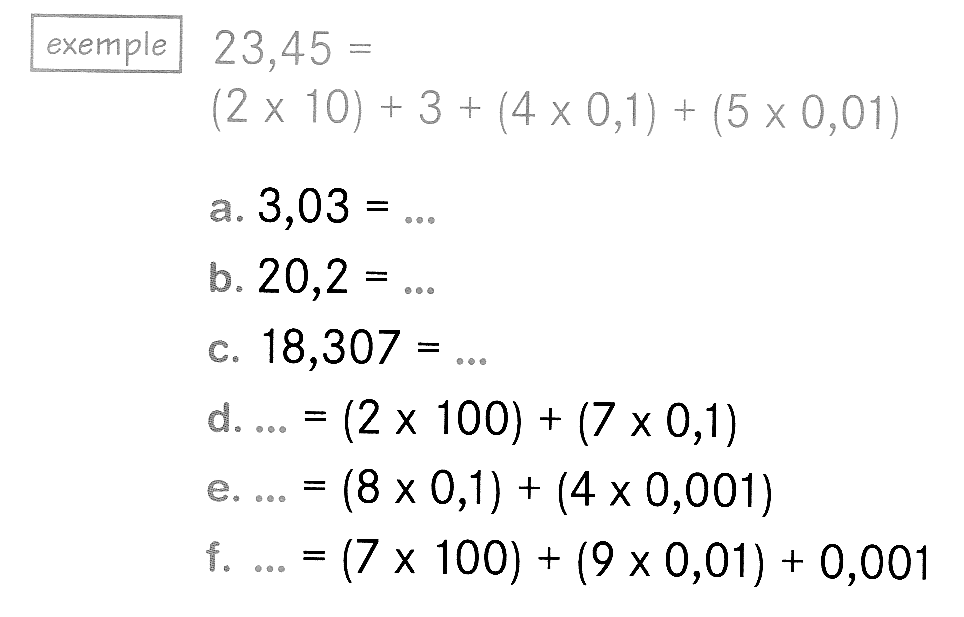 exemple 23,45 =
(2 x 10) + 3 + (4 x 0,1) + (5 x 0,01)
a. 3,03 = ...
b. 20,2 = ...
c. 18,307 = ...
d. ... = (2 x 100) + (7 x 0,1)
e. ... = (8 x 0,1) + (4 x 0,001)
f. ... = (7 x 100) + (9 x 0,01) + 0,001